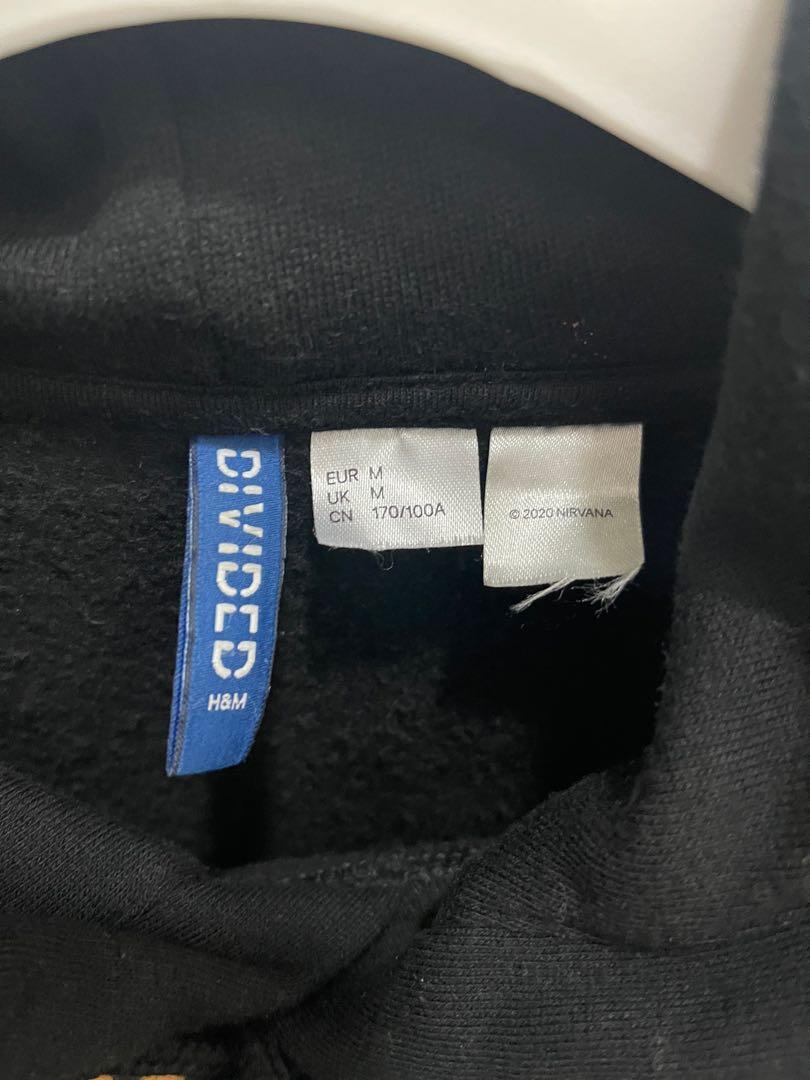 DIVIDED
H&M
EUR M
UK M
CN 170/100A
© 2020 NIRVANA